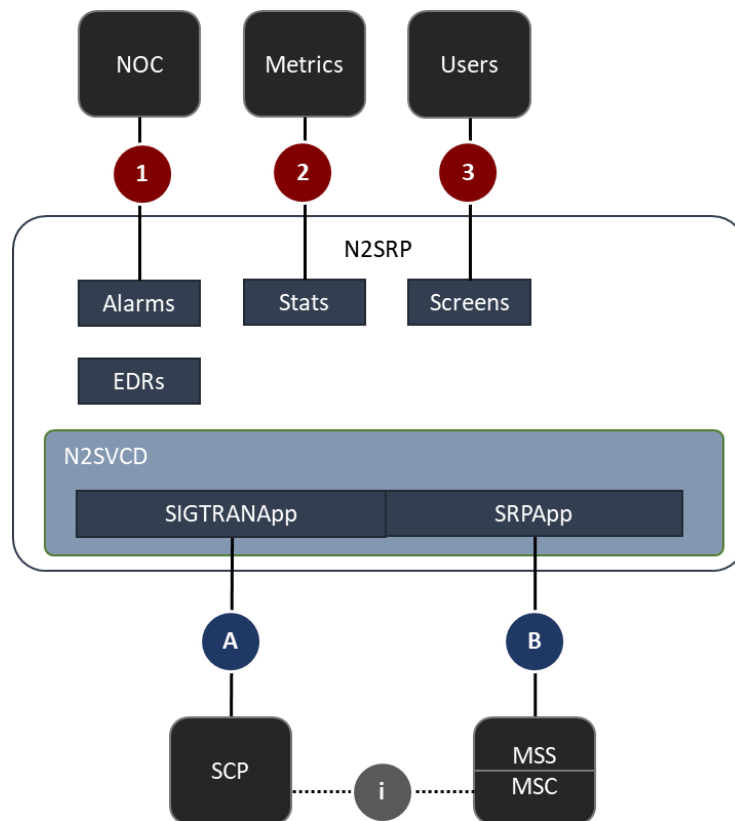 NOC
Metrics
Users
1
2
3
N2SRP
Alarms
Stats
Screens
EDRs
N2SVCD
SIGTRANApp
SRPApp
A
B
SCP
i
MSS
MSC